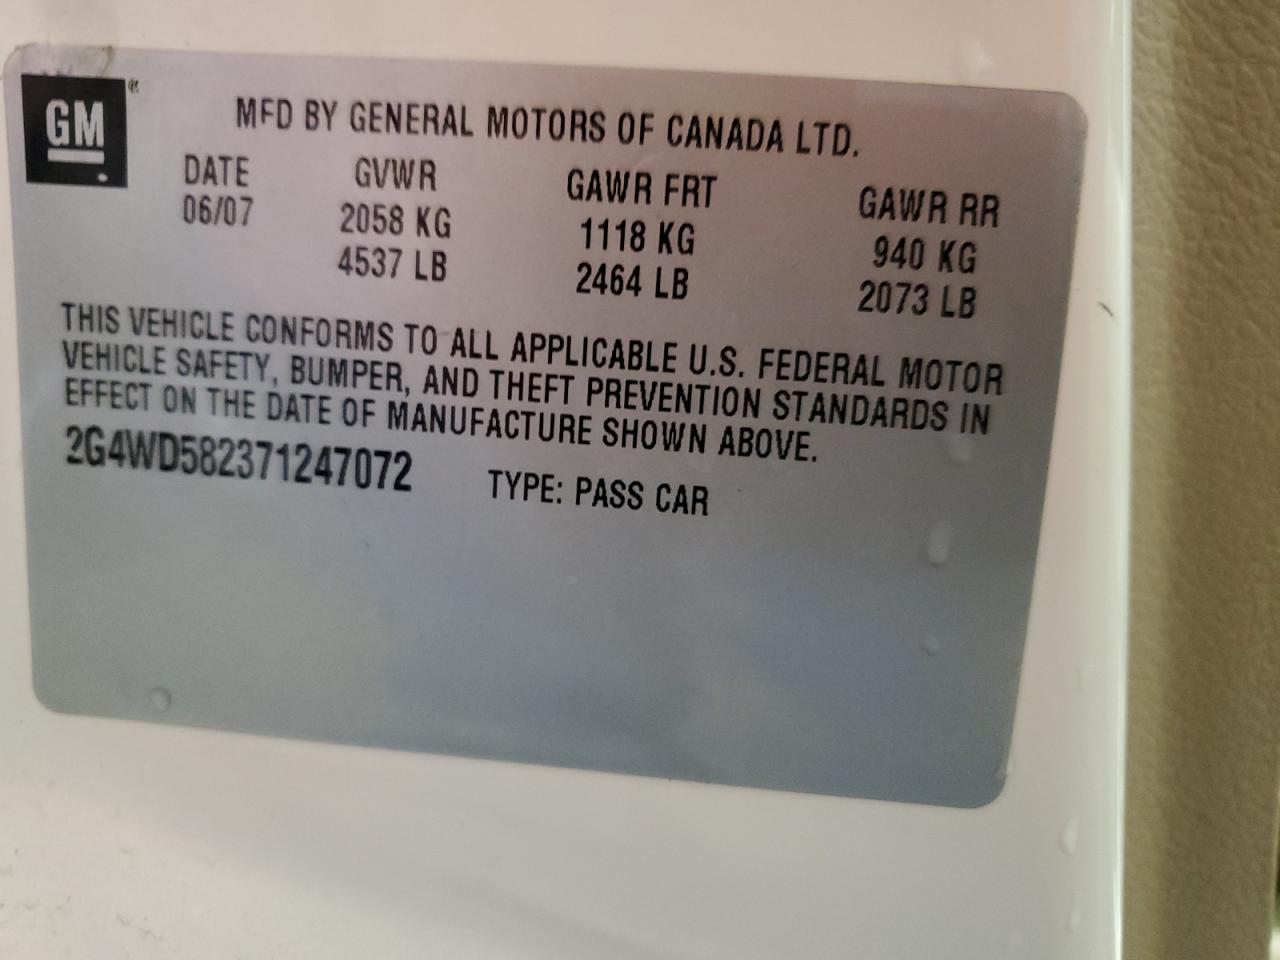 GM
MFD BY GENERAL MOTORS OF CANADA LTD.
DATE GVWR GAWR FRT GAWR RR
06/07 2058 KG 1118 KG 940 KG
4537 LB 2464 LB 2073 LB
THIS VEHICLE CONFORMS TO ALL APPLICABLE U.S. FEDERAL MOTOR
VEHICLE SAFETY, BUMPER, AND THEFT PREVENTION STANDARDS IN
EFFECT ON THE DATE OF MANUFACTURE SHOWN ABOVE.
2G4WD582371247072 TYPE: PASS CAR